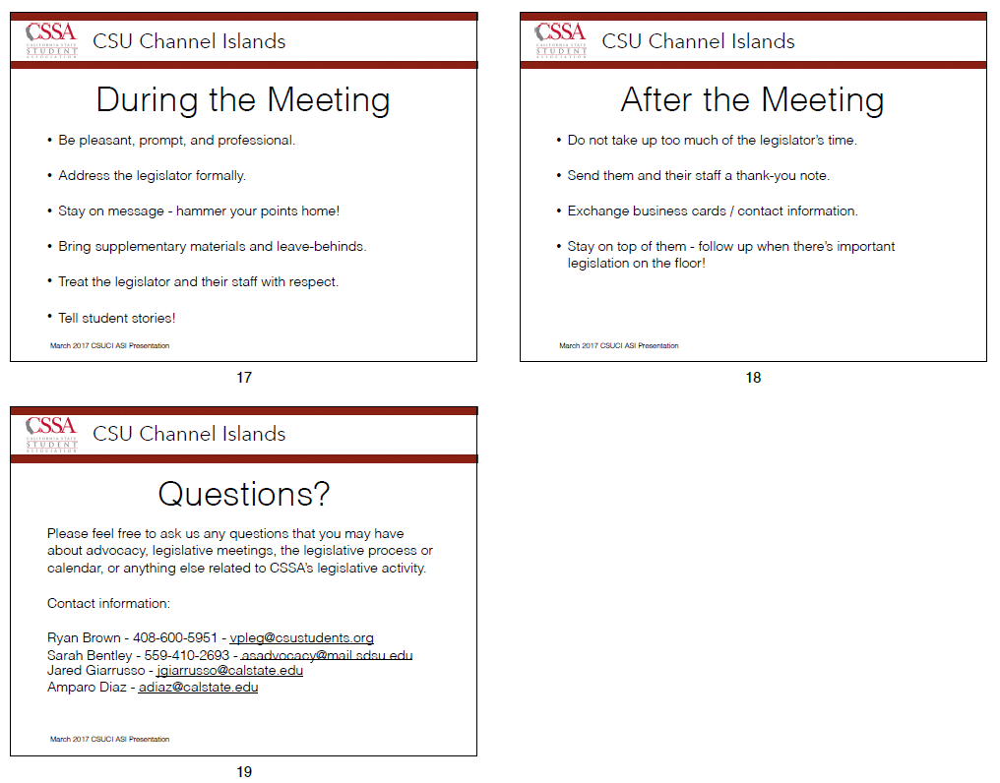 CSSA
CALIFORNIA STATE
STUDENT
ASSOCIATION
CSU Channel Islands
During the Meeting
• Be pleasant, prompt, and professional.
• Address the legislator formally.
• Stay on message - hammer your points home!
• Bring supplementary materials and leave-behinds.
• Treat the legislator and their staff with respect.
• Tell student stories!
March 2017 CSUCI ASI Presentation
17
CSSA
CALIFORNIA STATE
STUDENT
ASSOCIATION
CSU Channel Islands
After the Meeting
• Do not take up too much of the legislator’s time.
• Send them and their staff a thank-you note.
• Exchange business cards / contact information.
• Stay on top of them - follow up when there’s important
legislation on the floor!
March 2017 CSUCI ASI Presentation
18
CSSA
CALIFORNIA STATE
STUDENT
ASSOCIATION
CSU Channel Islands
Questions?
Please feel free to ask us any questions that you may have
about advocacy, legislative meetings, the legislative process or
calendar, or anything else related to CSSA’s legislative activity.
Contact information:
Ryan Brown - 408-600-5951 - vpleg@csustudents.org
Sarah Bentley - 559-410-2693 - asadvocacy@mail.sdsu.edu
Jared Giarrusso - jgiarrusso@calstate.edu
Amparo Diaz - adiaz@calstate.edu
March 2017 CSUCI ASI Presentation
19